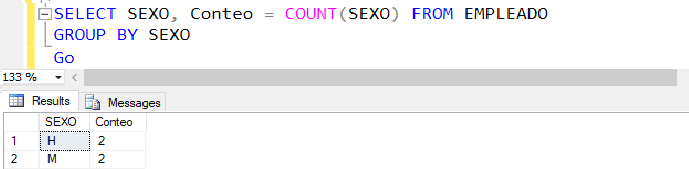 SELECT SEXO, Conteo = COUNT(SEXO) FROM EMPLEADO
GROUP BY SEXO
Go
133 %
Results Messages
SEXO Conteo
1 H 2
2 M 2